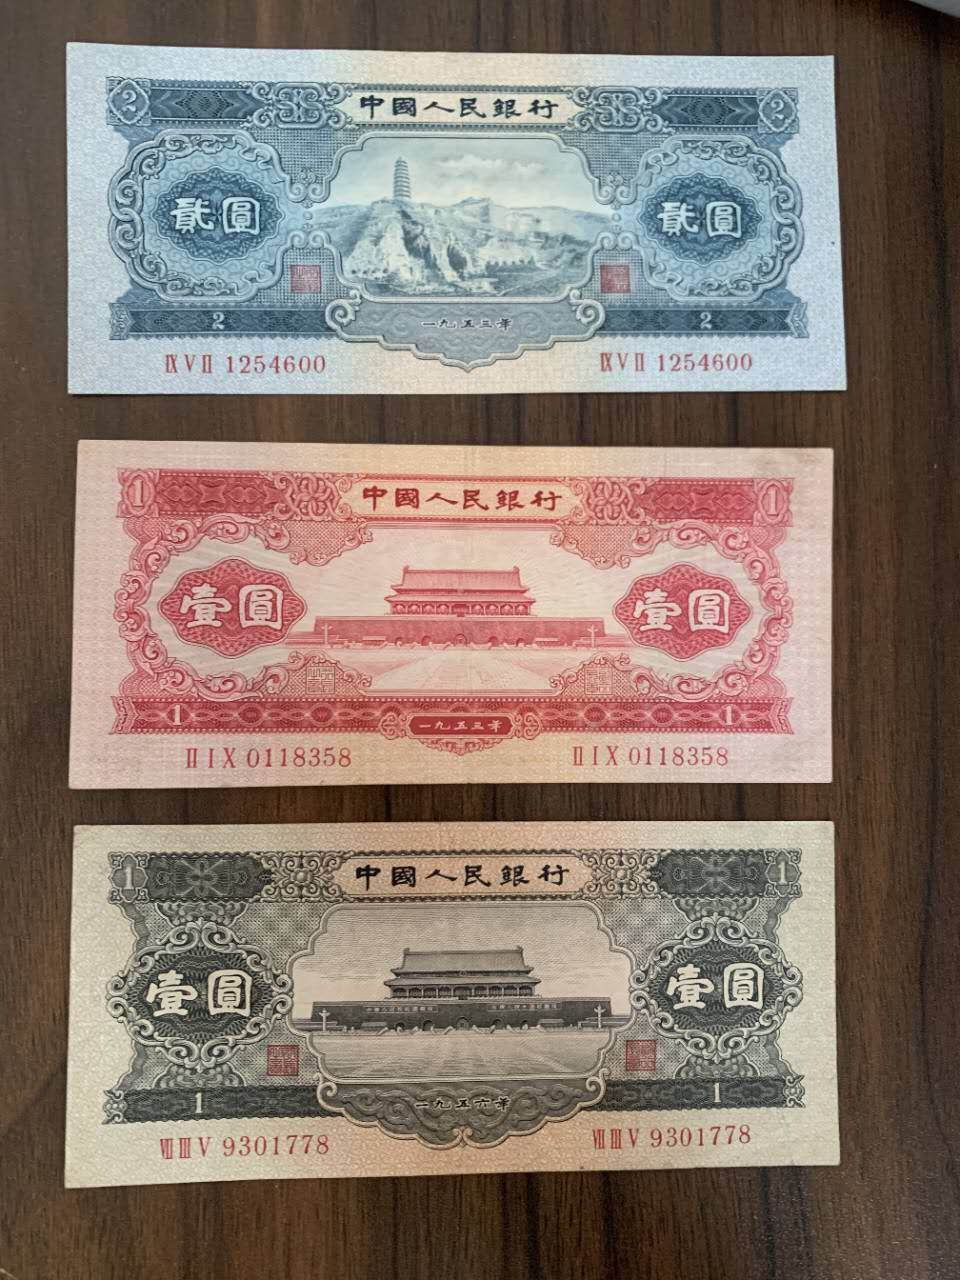 2 中國人民銀行 2
貳圓 貳圓
一九五三年
2 2
ⅨⅤⅡ 1254600 ⅨⅤⅡ 1254600
1 中國人民銀行 1
壹圓 壹圓
1 一九五三年 1
ⅡⅠⅩ 0118358 ⅡⅠⅩ 0118358
1 中國人民銀行 1
壹圓 壹圓
1 一九五六年 1
ⅦⅢⅤ 9301778 ⅦⅢⅤ 9301778